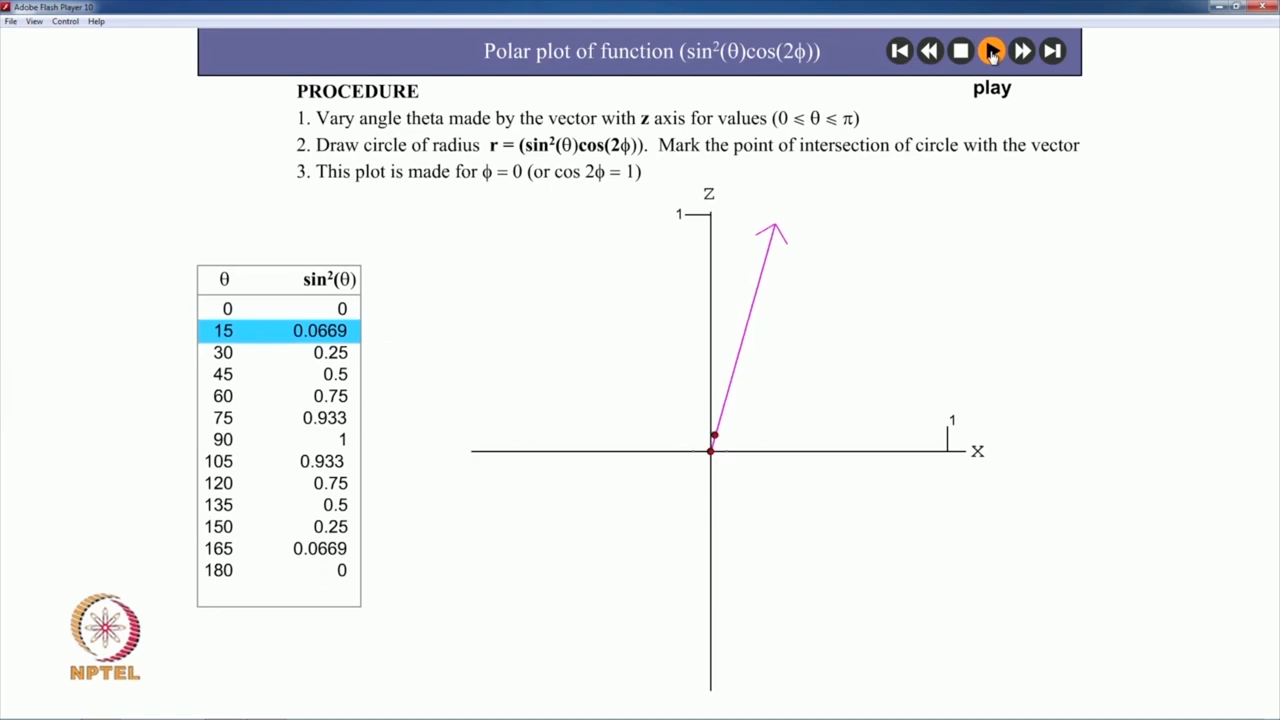 Adobe Flash Player 10
File View Control Help
Polar plot of function (sin²(θ)cos(2ϕ))
play
PROCEDURE
1. Vary angle theta made by the vector with z axis for values (0 ⩽ θ ⩽ π)
2. Draw circle of radius r = (sin²(θ)cos(2ϕ)). Mark the point of intersection of circle with the vector
3. This plot is made for ϕ = 0 (or cos 2ϕ = 1)
Z
1
1
X
θ sin²(θ)
0 0
15 0.0669
30 0.25
45 0.5
60 0.75
75 0.933
90 1
105 0.933
120 0.75
135 0.5
150 0.25
165 0.0669
180 0
NPTEL